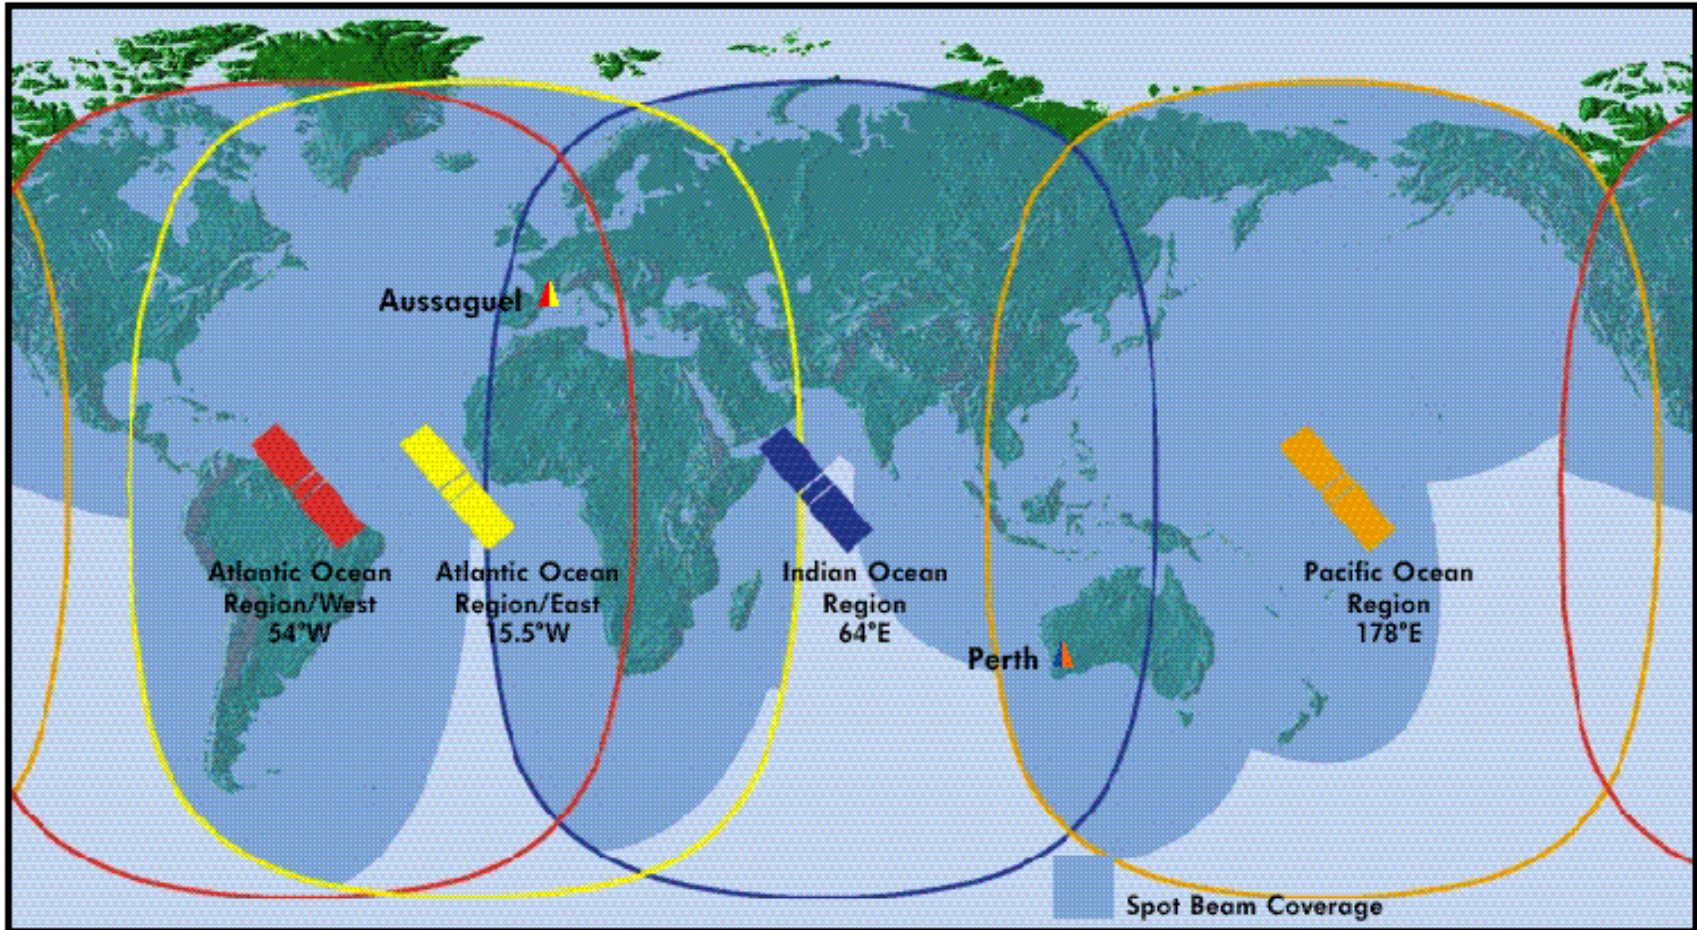 Aussaguel
Atlantic Ocean
Region/West
54°W
Atlantic Ocean
Region/East
15.5°W
Indian Ocean
Region
64°E
Pacific Ocean
Region
178°E
Perth
Spot Beam Coverage